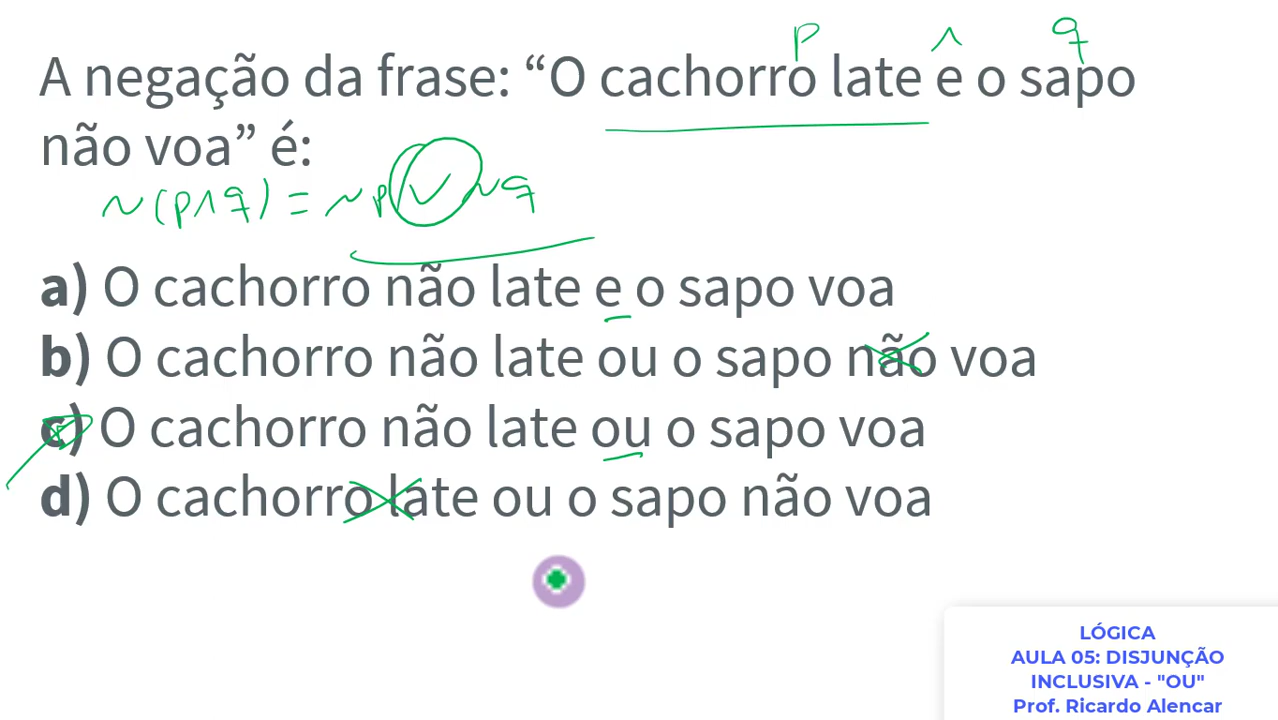 p ∧ q
A negação da frase: “O cachorro late e o sapo
não voa” é:
~(p∧q) = ~p ∨ ~q
a) O cachorro não late e o sapo voa
b) O cachorro não late ou o sapo não voa
c) O cachorro não late ou o sapo voa
d) O cachorro late ou o sapo não voa
LÓGICA
AULA 05: DISJUNÇÃO
INCLUSIVA - "OU"
Prof. Ricardo Alencar